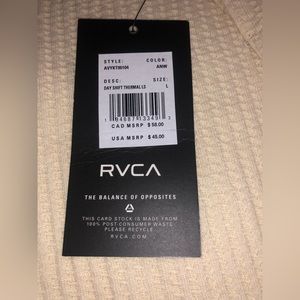 STYLE: COLOR:
AVYKT00104 ANW
DESC: SIZE:
DAY SHIFT THERMAL LS L
CAD MSRP $ 58.00
USA MSRP $ 45.00
RVCA
THE BALANCE OF OPPOSITES
THIS CARD STOCK IS MADE FROM
100% POST-CONSUMER WASTE
PLEASE RECYCLE
RVCA.COM